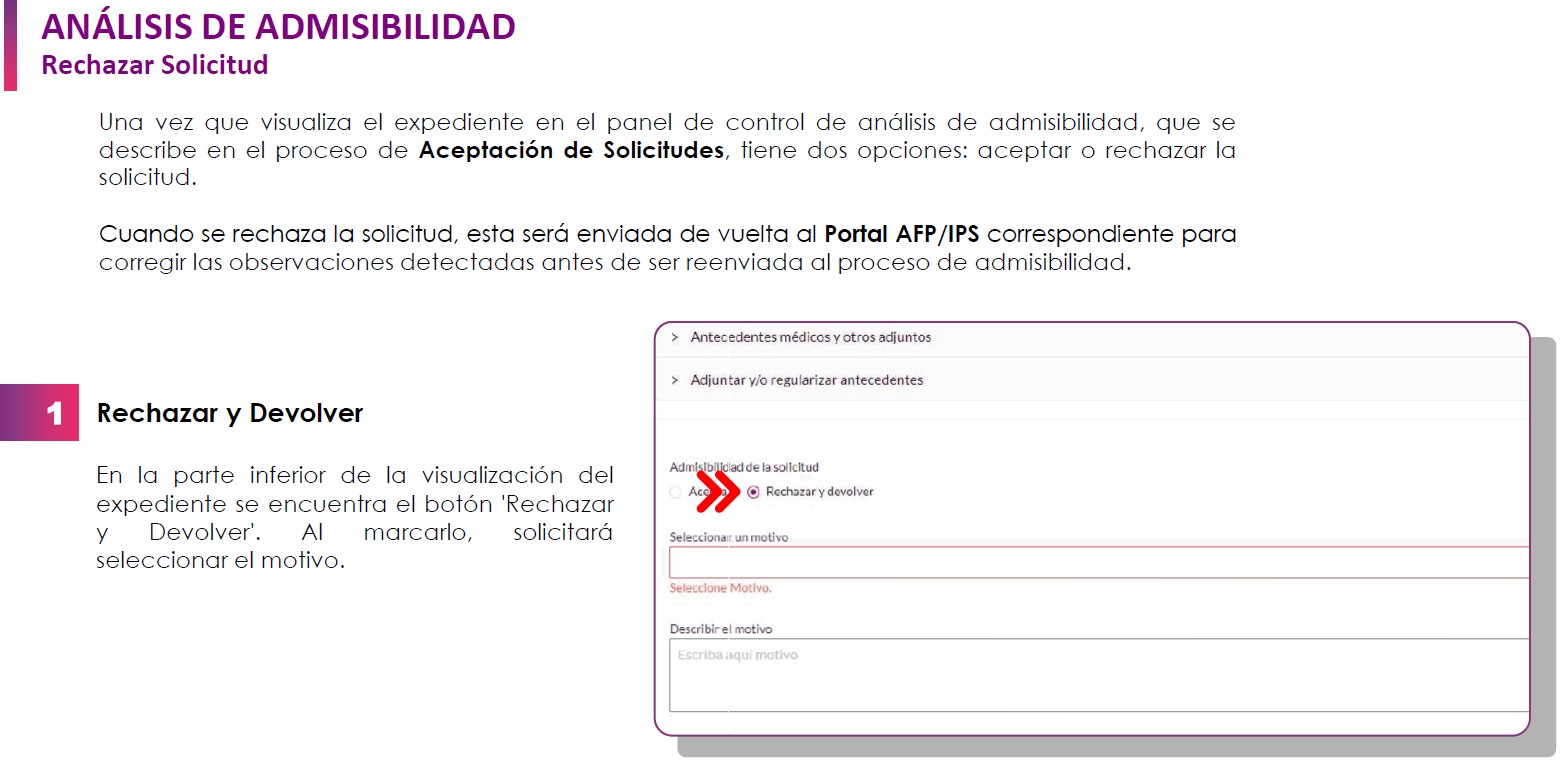 ANÁLISIS DE ADMISIBILIDAD
Rechazar Solicitud
Una vez que visualiza el expediente en el panel de control de análisis de admisibilidad, que se
describe en el proceso de Aceptación de Solicitudes, tiene dos opciones: aceptar o rechazar la
solicitud.
Cuando se rechaza la solicitud, esta será enviada de vuelta al Portal AFP/IPS correspondiente para
corregir las observaciones detectadas antes de ser reenviada al proceso de admisibilidad.
1 Rechazar y Devolver
En la parte inferior de la visualización del
expediente se encuentra el botón 'Rechazar
y Devolver'. Al marcarlo, solicitará
seleccionar el motivo.
> Antecedentes médicos y otros adjuntos
> Adjuntar y/o regularizar antecedentes
Admisibilidad de la solicitud
Rechazar y devolver
Seleccionar un motivo
Seleccione Motivo.
Describir el motivo
Escriba aquí motivo